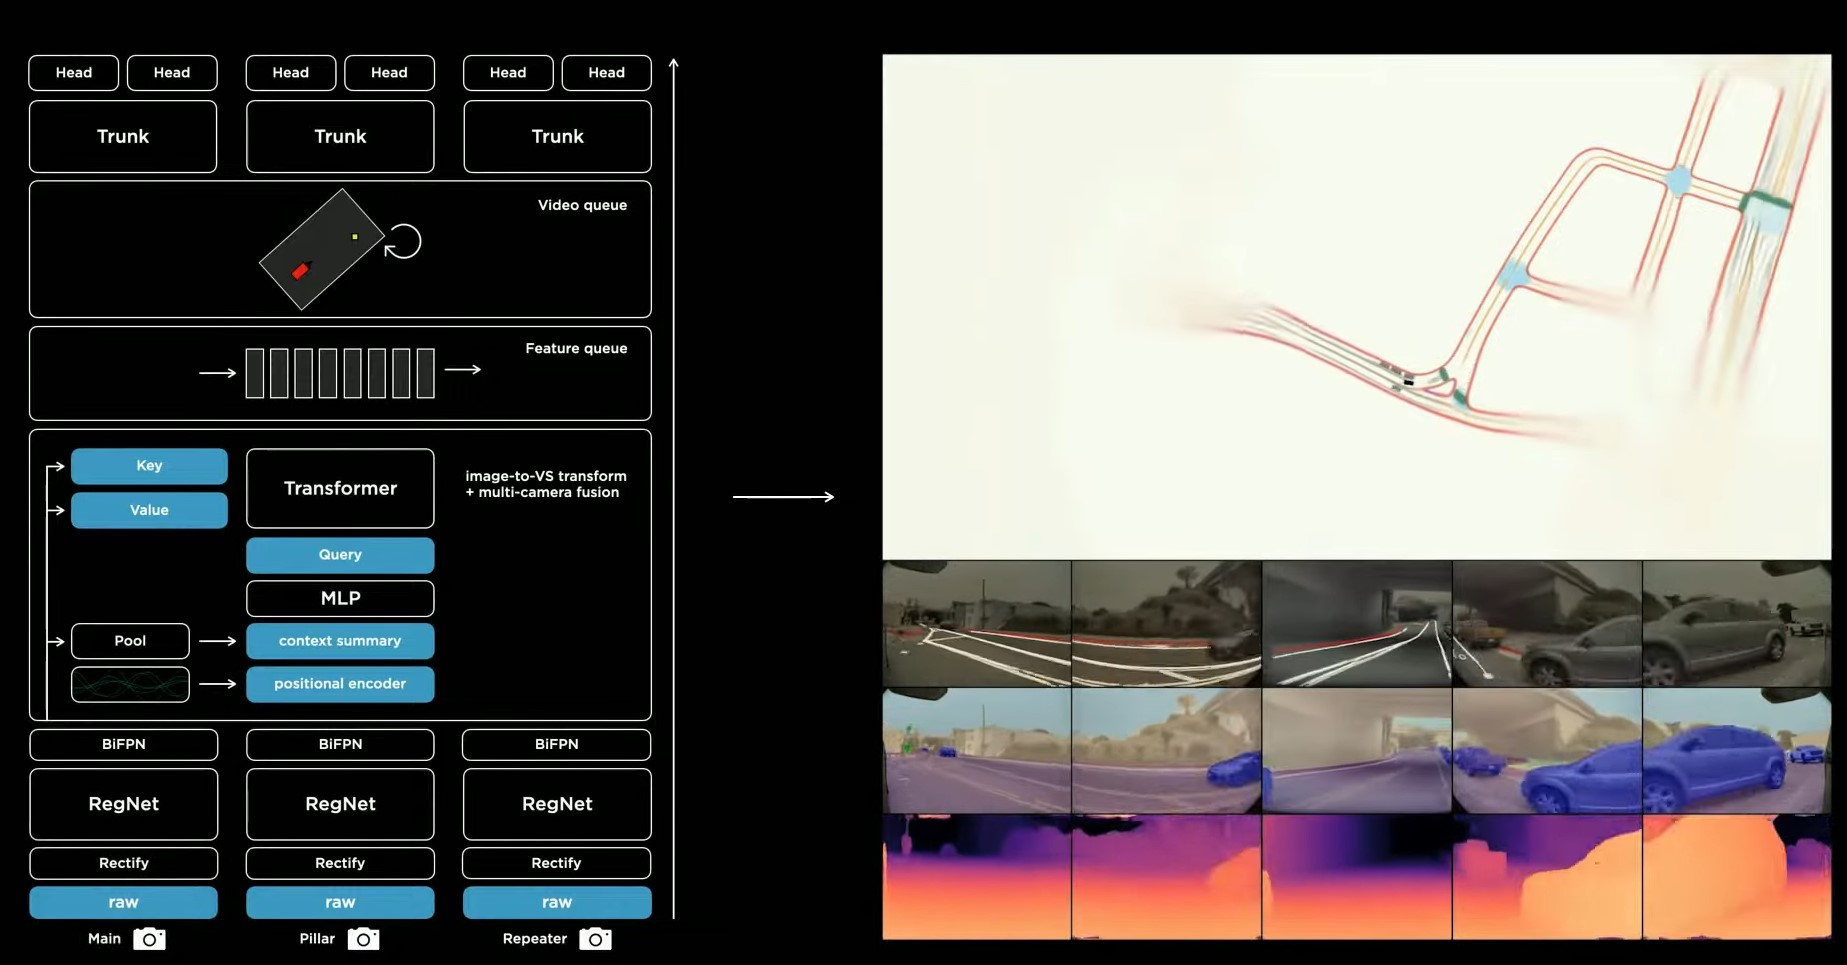 Head Head Head Head Head Head
Trunk Trunk Trunk
Video queue
Feature queue
Key
Value
Transformer
image-to-VS transform
+ multi-camera fusion
Query
MLP
Pool
context summary
positional encoder
BiFPN BiFPN BiFPN
RegNet RegNet RegNet
Rectify Rectify Rectify
raw raw raw
Main Pillar Repeater